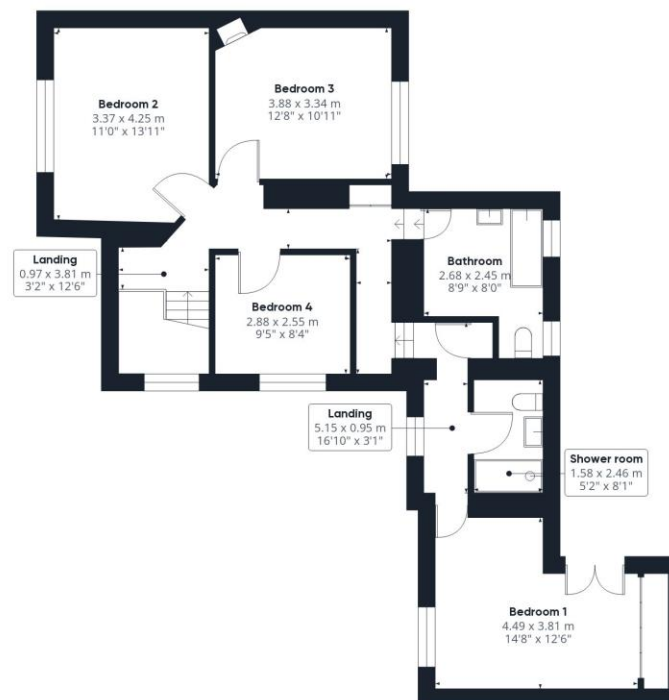 Bedroom 2
3.37 x 4.25 m
11'0" x 13'11"
Bedroom 3
3.88 x 3.34 m
12'8" x 10'11"
Landing
0.97 x 3.81 m
3'2" x 12'6"
Bathroom
2.68 x 2.45 m
8'9" x 8'0"
Bedroom 4
2.88 x 2.55 m
9'5" x 8'4"
Landing
5.15 x 0.95 m
16'10" x 3'1"
Shower room
1.58 x 2.46 m
5'2" x 8'1"
Bedroom 1
4.49 x 3.81 m
14'8" x 12'6"